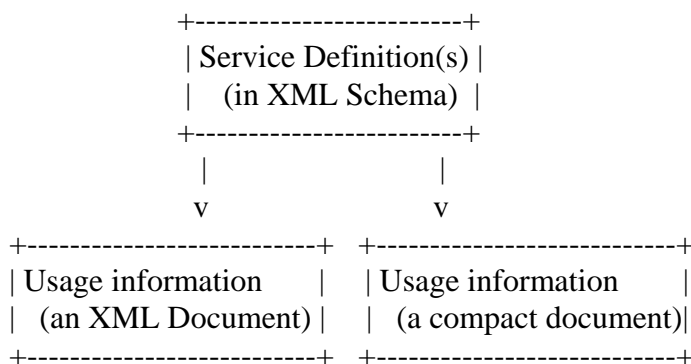 +-------------------------+
| Service Definition(s) |
| (in XML Schema) |
+-------------------------+
| |
v v
+---------------------------+ +----------------------------+
| Usage information | | Usage information |
| (an XML Document) | | (a compact document)|
+---------------------------+ +----------------------------+